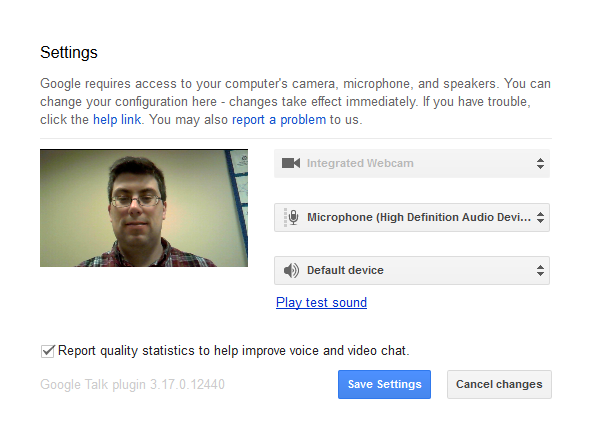 Settings
Google requires access to your computer's camera, microphone, and speakers. You can
change your configuration here - changes take effect immediately. If you have trouble,
click the help link. You may also report a problem to us.
Integrated Webcam
Microphone (High Definition Audio Devi...
Default device
Play test sound
Report quality statistics to help improve voice and video chat.
Google Talk plugin 3.17.0.12440
Save Settings
Cancel changes